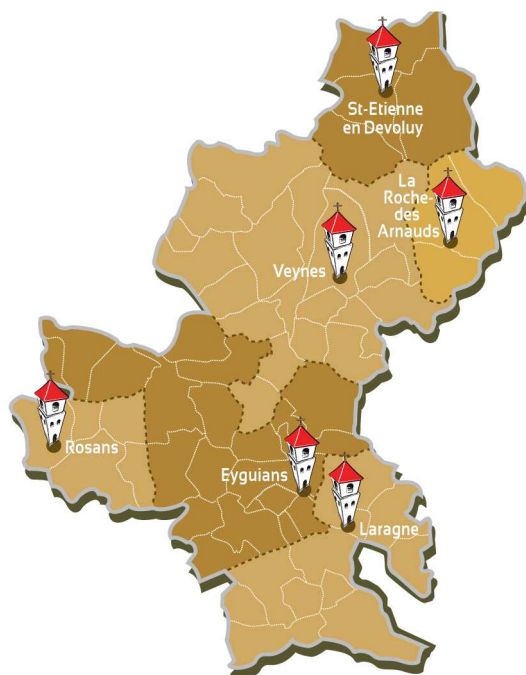 St-Etienne
en Devoluy
La
Roche-
des
Arnauds
Veynes
Rosans
Eyguians
Laragne